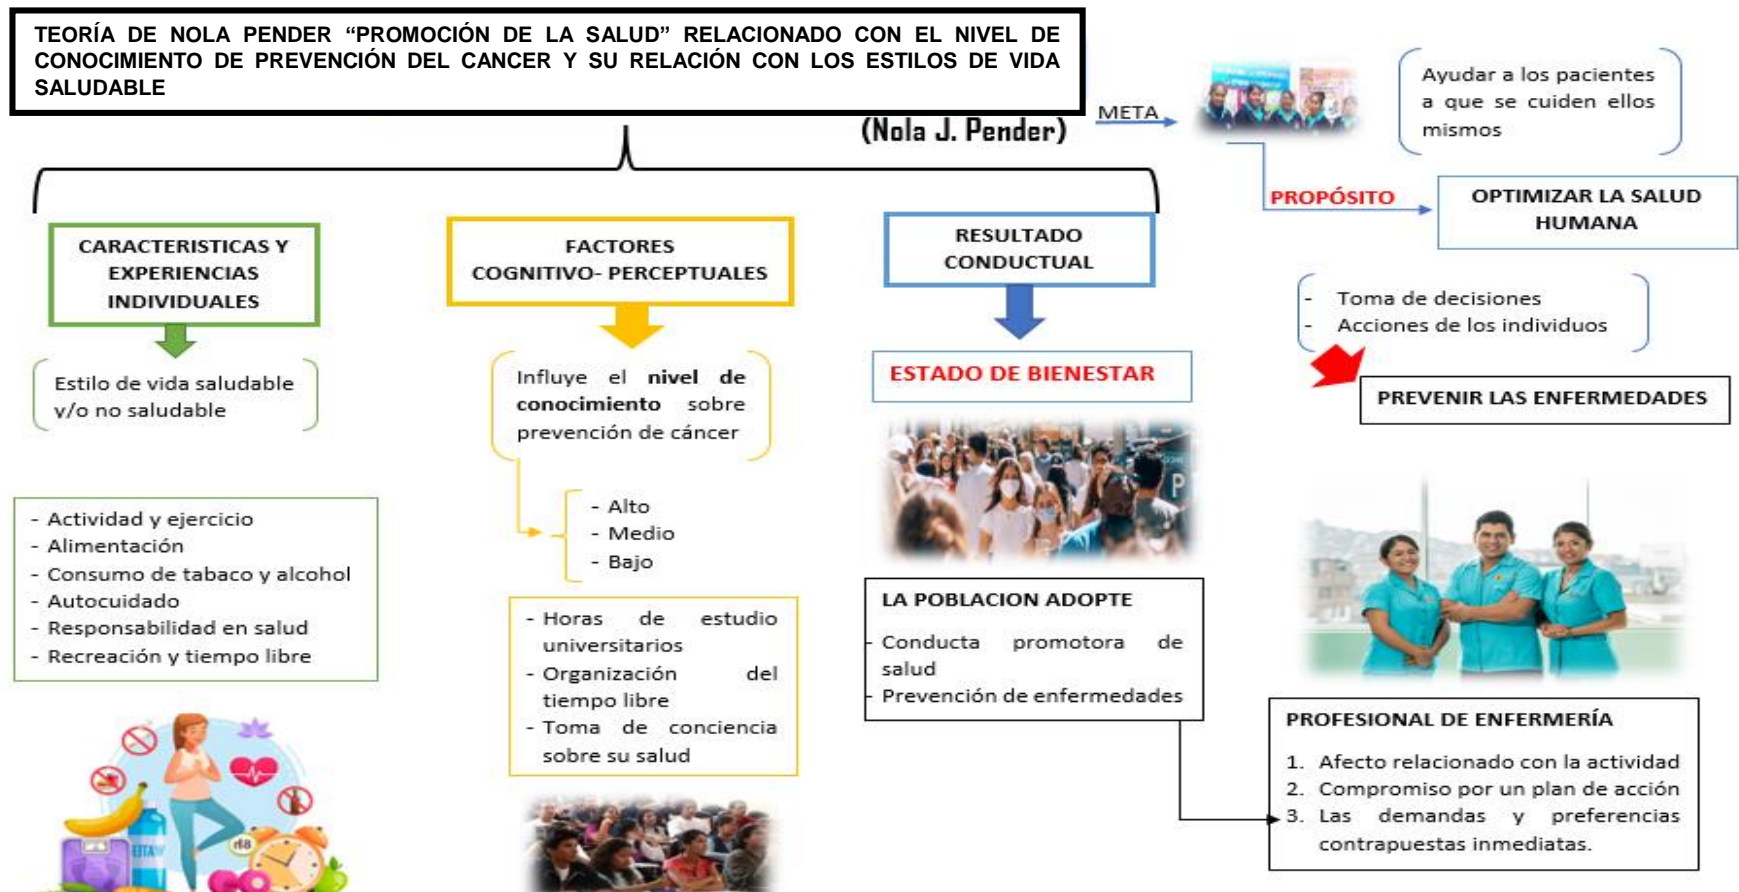 TEORÍA DE NOLA PENDER “PROMOCIÓN DE LA SALUD” RELACIONADO CON EL NIVEL DE
CONOCIMIENTO DE PREVENCIÓN DEL CANCER Y SU RELACIÓN CON LOS ESTILOS DE VIDA
SALUDABLE
(Nola J. Pender)
META
Ayudar a los pacientes
a que se cuiden ellos
mismos
PROPÓSITO
OPTIMIZAR LA SALUD
HUMANA
CARACTERISTICAS Y
EXPERIENCIAS
INDIVIDUALES
Estilo de vida saludable
y/o no saludable
- Actividad y ejercicio
- Alimentación
- Consumo de tabaco y alcohol
- Autocuidado
- Responsabilidad en salud
- Recreación y tiempo libre
FACTORES
COGNITIVO- PERCEPTUALES
Influye el nivel de
conocimiento sobre
prevención de cáncer
- Alto
- Medio
- Bajo
- Horas de estudio
universitarios
- Organización del
tiempo libre
- Toma de conciencia
sobre su salud
RESULTADO
CONDUCTUAL
ESTADO DE BIENESTAR
LA POBLACION ADOPTE
- Conducta promotora de
salud
- Prevención de enfermedades
- Toma de decisiones
- Acciones de los individuos
PREVENIR LAS ENFERMEDADES
PROFESIONAL DE ENFERMERÍA
1. Afecto relacionado con la actividad
2. Compromiso por un plan de acción
3. Las demandas y preferencias
contrapuestas inmediatas.